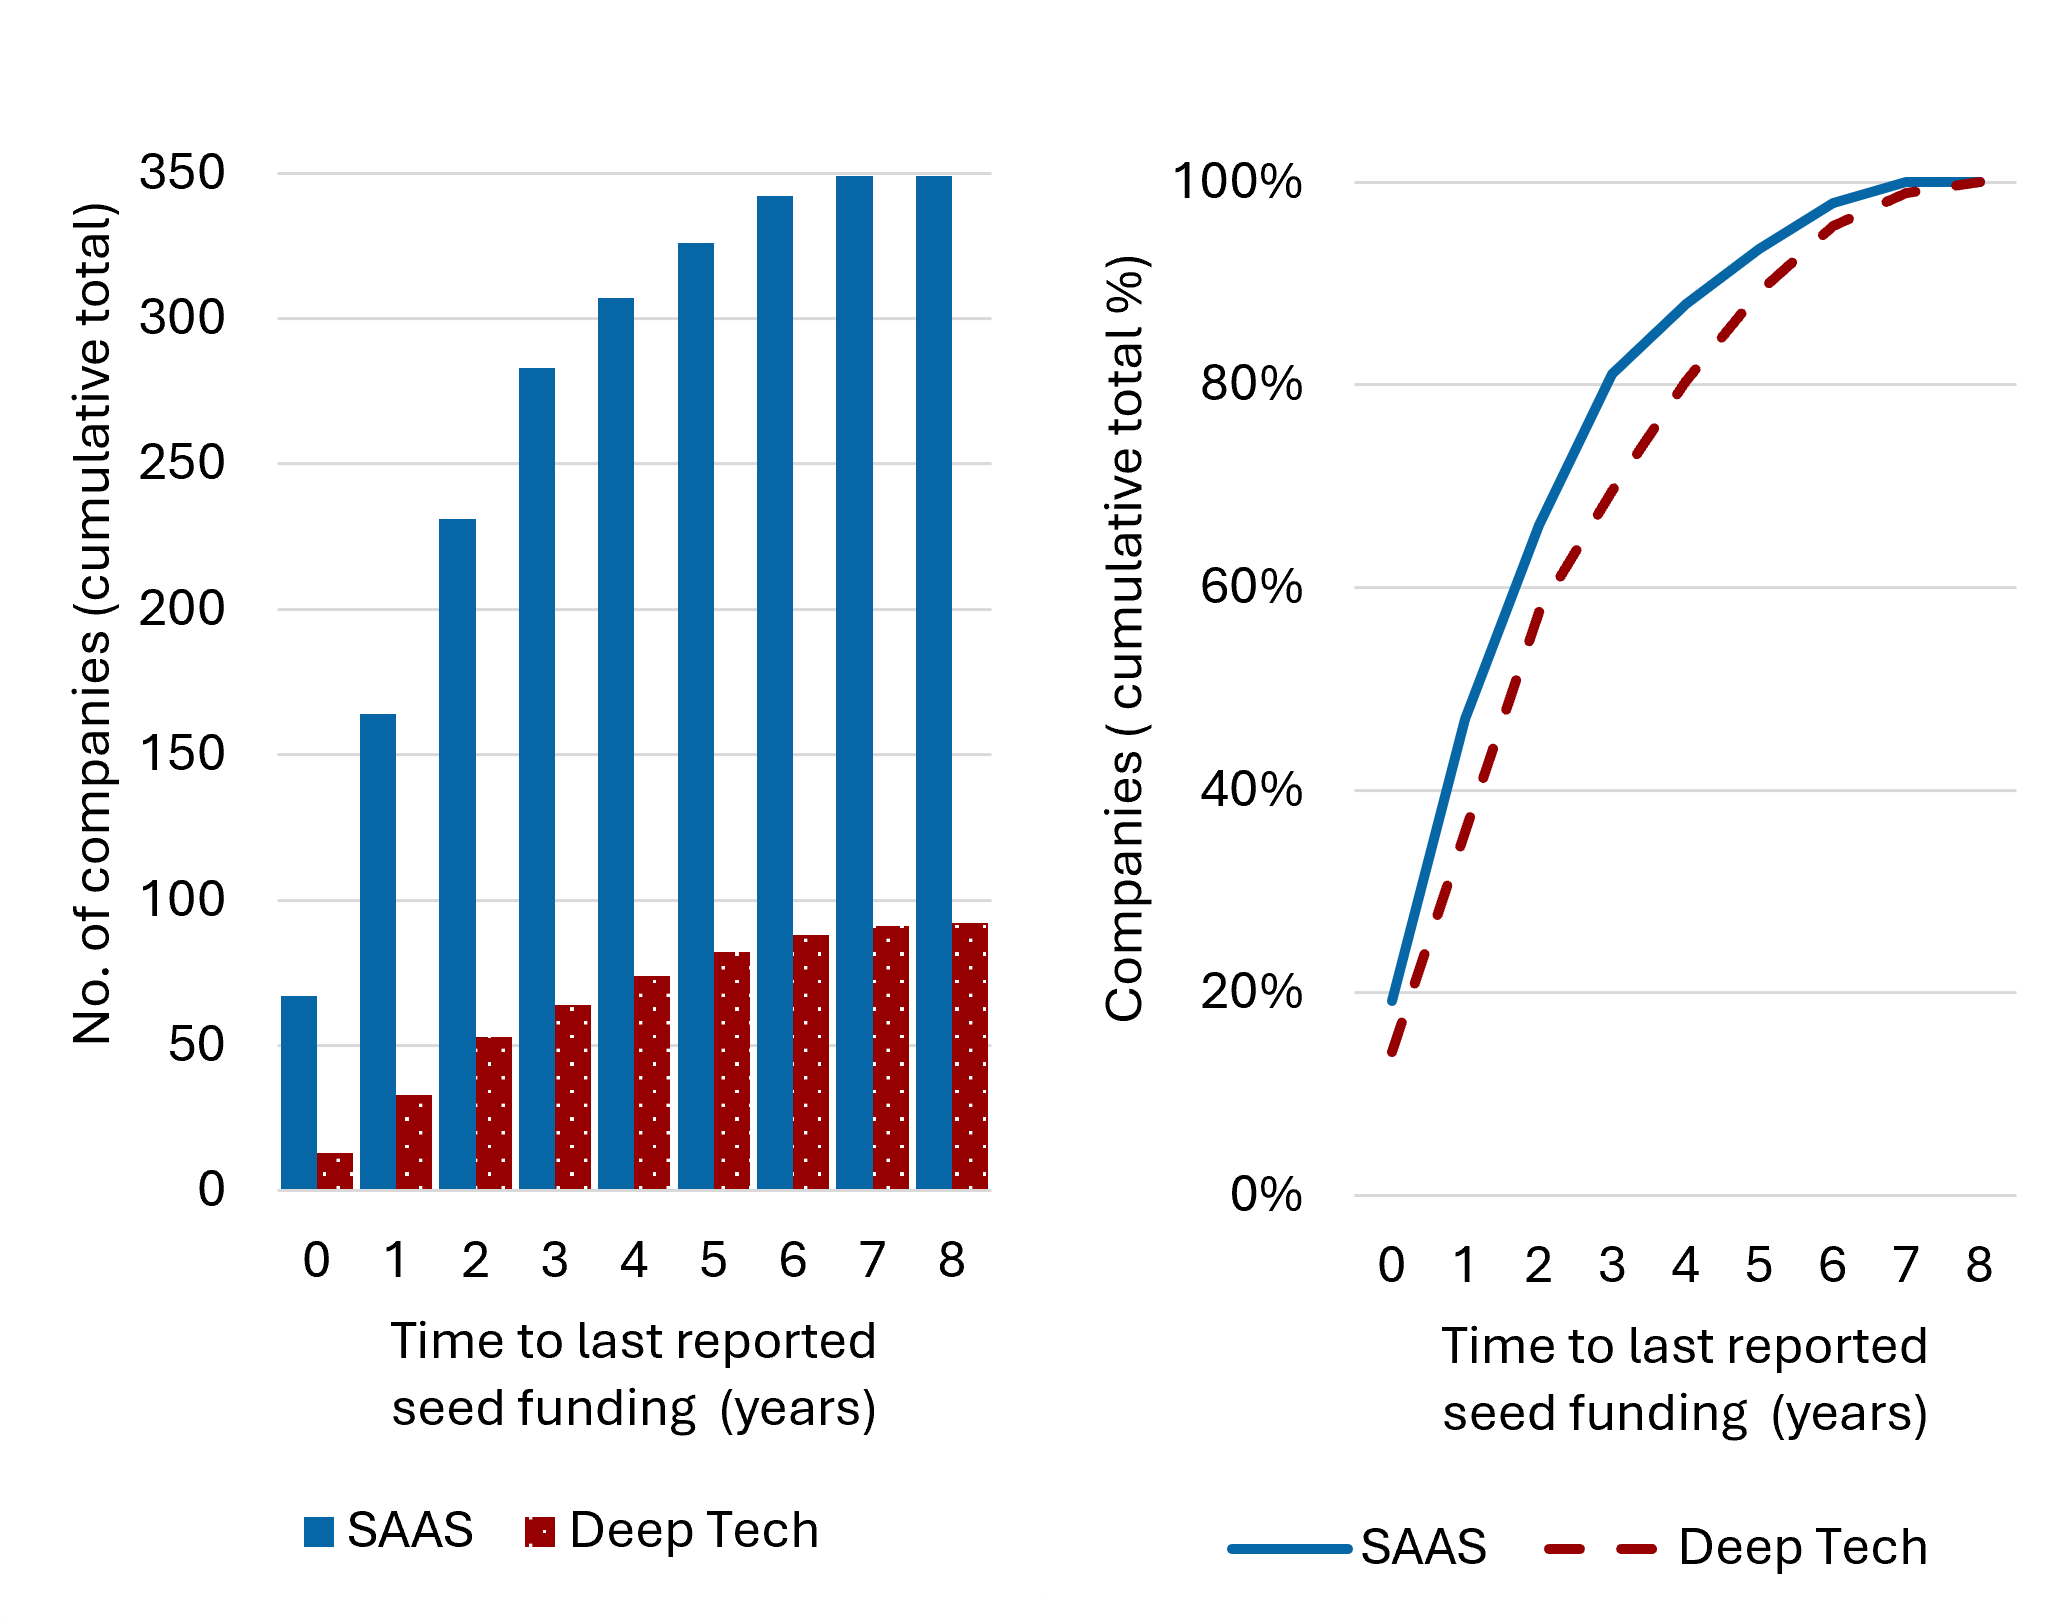 No. of companies (cumulative total)
350
300
250
200
150
100
50
0
0 1 2 3 4 5 6 7 8
Time to last reported
seed funding (years)
SAAS Deep Tech
Companies ( cumulative total %)
100%
80%
60%
40%
20%
0%
0 1 2 3 4 5 6 7 8
Time to last reported
seed funding (years)
SAAS Deep Tech